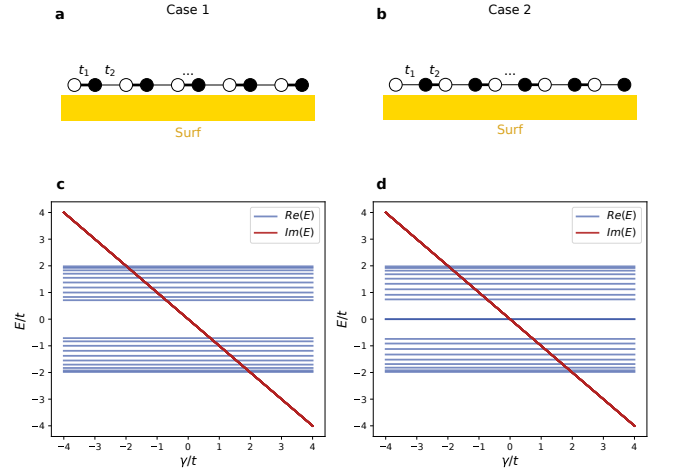 a
Case 1
t1
t2
...
Surf
b
Case 2
t1
t2
...
Surf
c
E/t
4
3
2
1
0
−1
−2
−3
−4
Re(E)
Im(E)
−4 −3 −2 −1 0 1 2 3 4
γ/t
d
E/t
4
3
2
1
0
−1
−2
−3
−4
Re(E)
Im(E)
−4 −3 −2 −1 0 1 2 3 4
γ/t